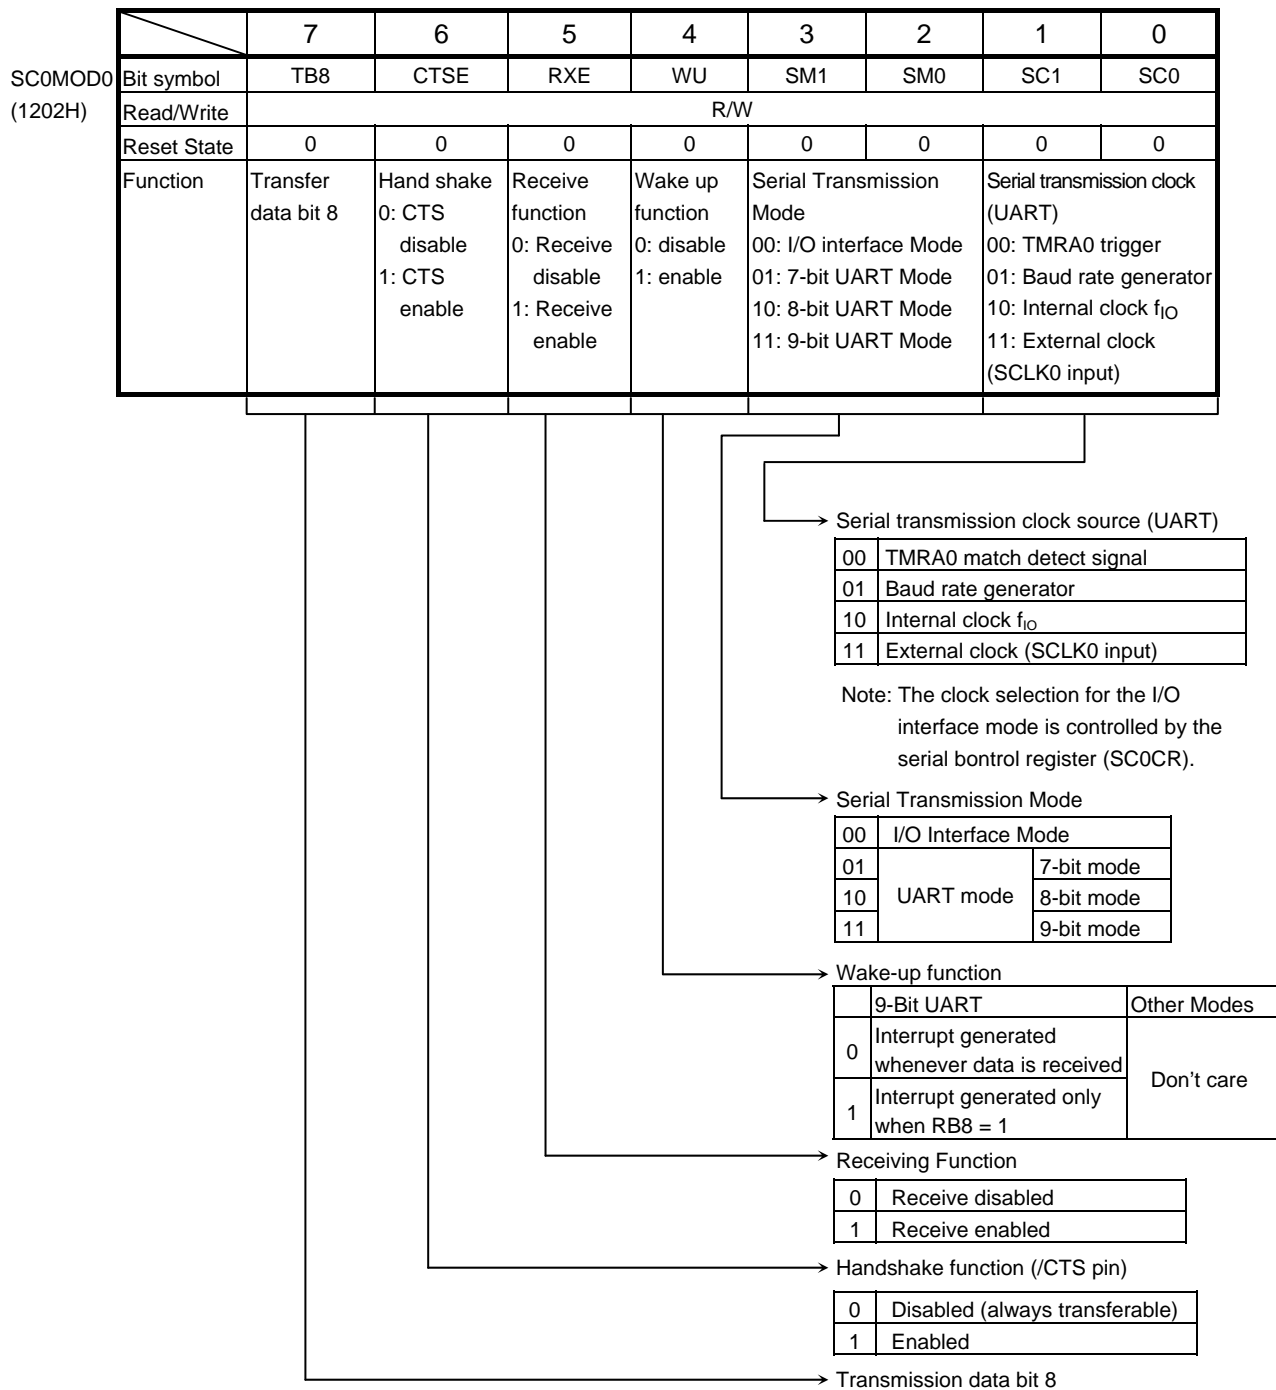 7 6 5 4 3 2 1 0
SC0MOD0 Bit symbol TB8 CTSE RXE WU SM1 SM0 SC1 SC0
(1202H) Read/Write R/W
Reset State 0 0 0 0 0 0 0 0
Function Transfer Hand shake Receive Wake up Serial Transmission Serial transmission clock
data bit 8 0: CTS function function Mode (UART)
disable 0: Receive 0: disable 00: I/O interface Mode 00: TMRA0 trigger
1: CTS disable 1: enable 01: 7-bit UART Mode 01: Baud rate generator
enable 1: Receive 10: 8-bit UART Mode 10: Internal clock fIO
enable 11: 9-bit UART Mode 11: External clock
(SCLK0 input)
Serial transmission clock source (UART)
00 TMRA0 match detect signal
01 Baud rate generator
10 Internal clock fIO
11 External clock (SCLK0 input)
Note: The clock selection for the I/O
interface mode is controlled by the
serial bontrol register (SC0CR).
Serial Transmission Mode
00 I/O Interface Mode
01 7-bit mode
10 UART mode 8-bit mode
11 9-bit mode
Wake-up function
9-Bit UART Other Modes
0 Interrupt generated
whenever data is received
Don't care
1 Interrupt generated only
when RB8 = 1
Receiving Function
0 Receive disabled
1 Receive enabled
Handshake function (/CTS pin)
0 Disabled (always transferable)
1 Enabled
Transmission data bit 8